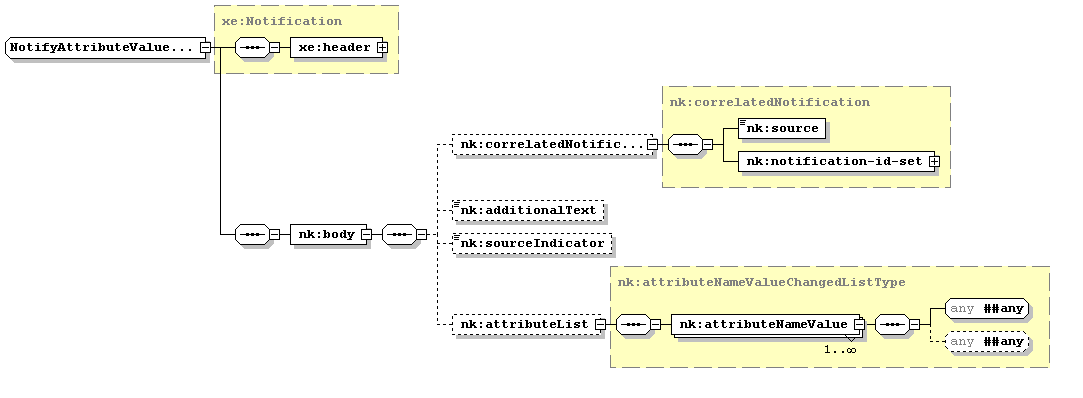 xe:Notification
NotifyAttributeValue...
xe:header
nk:correlatedNotification
nk:source
nk:correlatedNotific...
nk:notification-id-set
nk:additionalText
nk:body
nk:sourceIndicator
nk:attributeNameValueChangedListType
any ##any
nk:attributeList
nk:attributeNameValue
any ##any
1..∞